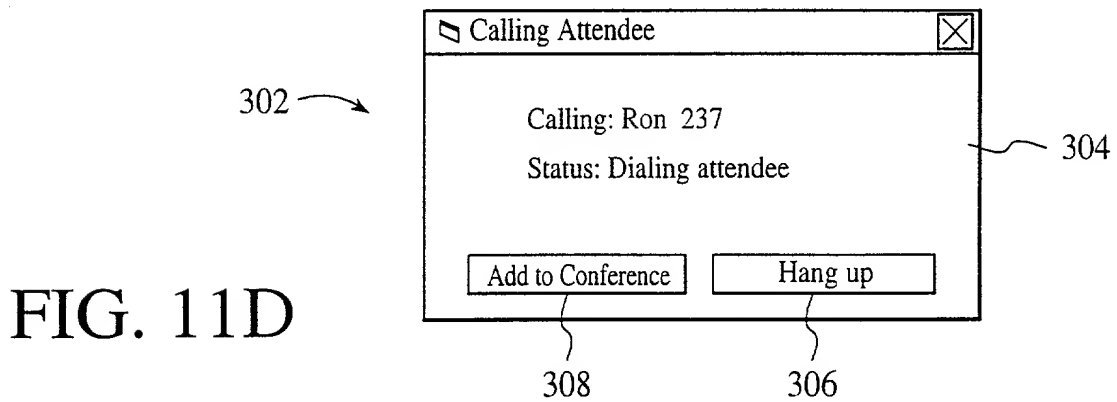 Calling Attendee
302
Calling: Ron 237
Status: Dialing attendee
304
Add to Conference
Hang up
FIG. 11D
308
306